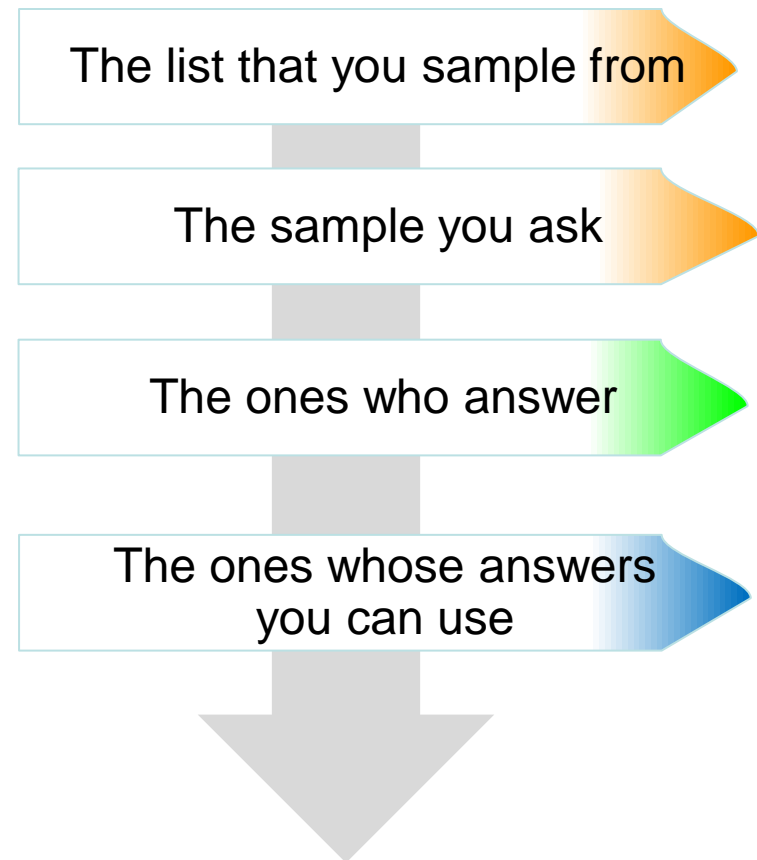 The list that you sample from
The sample you ask
The ones who answer
The ones whose answers
you can use